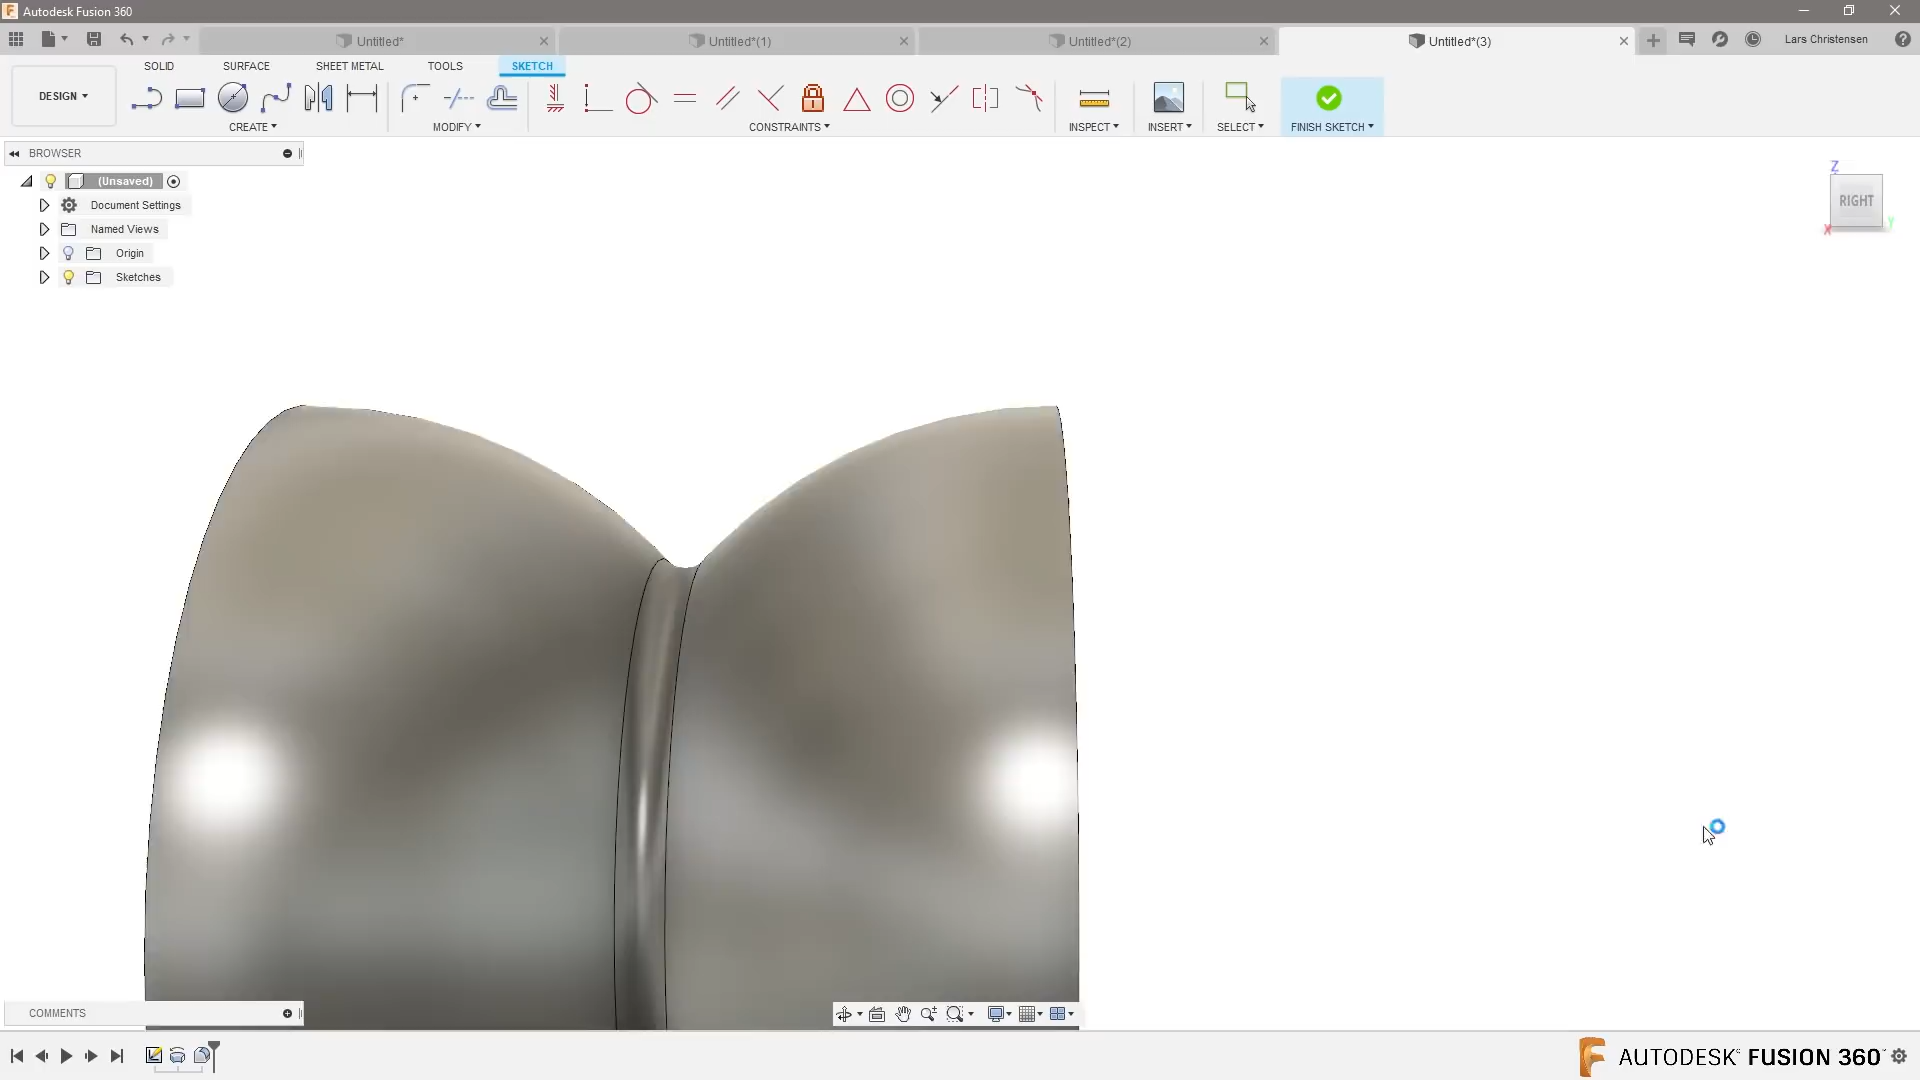 Autodesk Fusion 360
Untitled*
Untitled*(1)
Untitled*(2)
Untitled*(3)
Lars Christensen
SOLID
SURFACE
SHEET METAL
TOOLS
SKETCH
DESIGN
CREATE
MODIFY
CONSTRAINTS
INSPECT
INSERT
SELECT
FINISH SKETCH
BROWSER
(Unsaved)
Document Settings
Named Views
Origin
Sketches
Z
RIGHT
X
Y
COMMENTS
AUTODESK FUSION 360